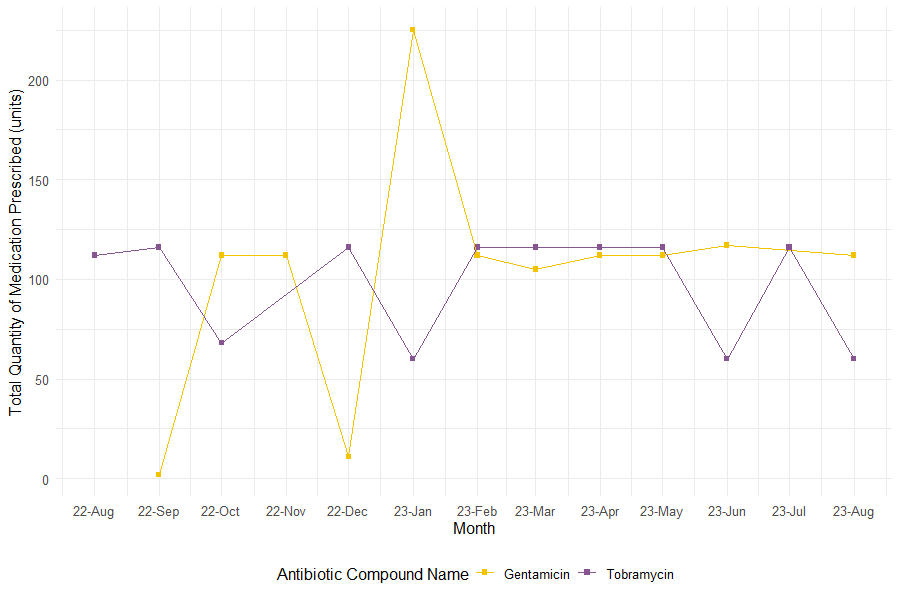 Total Quantity of Medication Prescribed (units)
200
150
100
50
0
22-Aug 22-Sep 22-Oct 22-Nov 22-Dec 23-Jan 23-Feb 23-Mar 23-Apr 23-May 23-Jun 23-Jul 23-Aug
Month
Antibiotic Compound Name Gentamicin Tobramycin